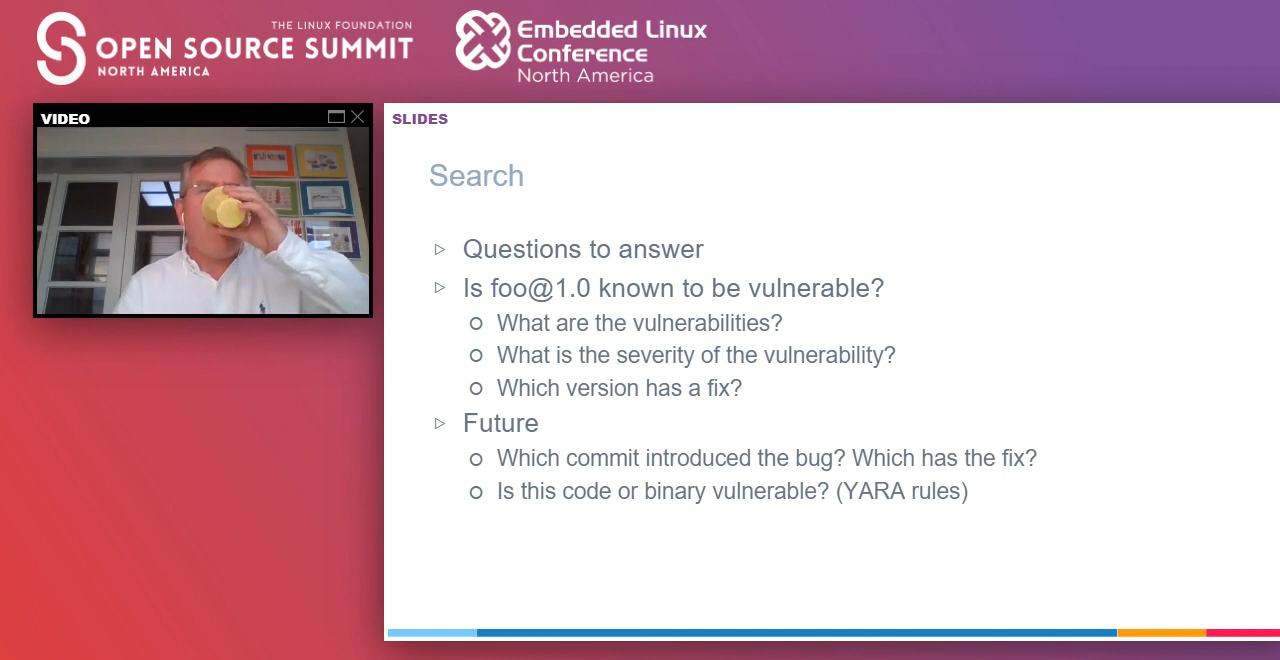 THE LINUX FOUNDATION
OPEN SOURCE SUMMIT
NORTH AMERICA
Embedded Linux
Conference
North America
VIDEO
SLIDES
Search
Questions to answer
Is foo@1.0 known to be vulnerable?
What are the vulnerabilities?
What is the severity of the vulnerability?
Which version has a fix?
Future
Which commit introduced the bug? Which has the fix?
Is this code or binary vulnerable? (YARA rules)